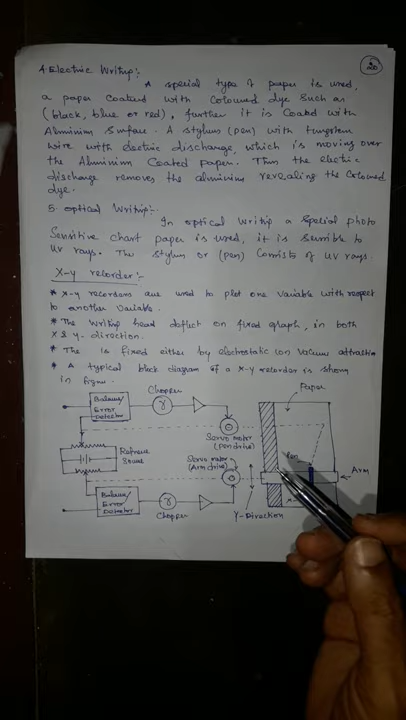 4. Electric Writing:-
A special type of paper is used,
a paper coated with Coloured dye such as
(black, blue or red), further it is Coated with
Aluminium Surface. A stylus (pen) with tungsten
wire with electric discharge, which is moving over
the Aluminium Coated paper. Thus the electric
discharge removes the aluminium revealing the Coloured
dye.
5. Optical Writing:-
In optical writing a special photo
Sensitive chart paper is used, it is sensible to
UV rays. The stylus or (pen) Consists of UV rays.
X-y recorder:-
* X-y recorders are used to plot one variable with respect
to another variable.
* The writing head deflect on fixed graph, in both
X & y- direction.
* The is fixed either by electrostatic (or) Vacuum attraction
* A typical block diagram of a x-y recorder is shown
in figure.
Balance/
Error
Detector
Chopper
Servo motor
(Pen drive)
Paper
Refrence
Source
Servo motor
(Arm drive)
Pen
Arm
Balance/
Error
Detector
Chopper
Y-Direction
X